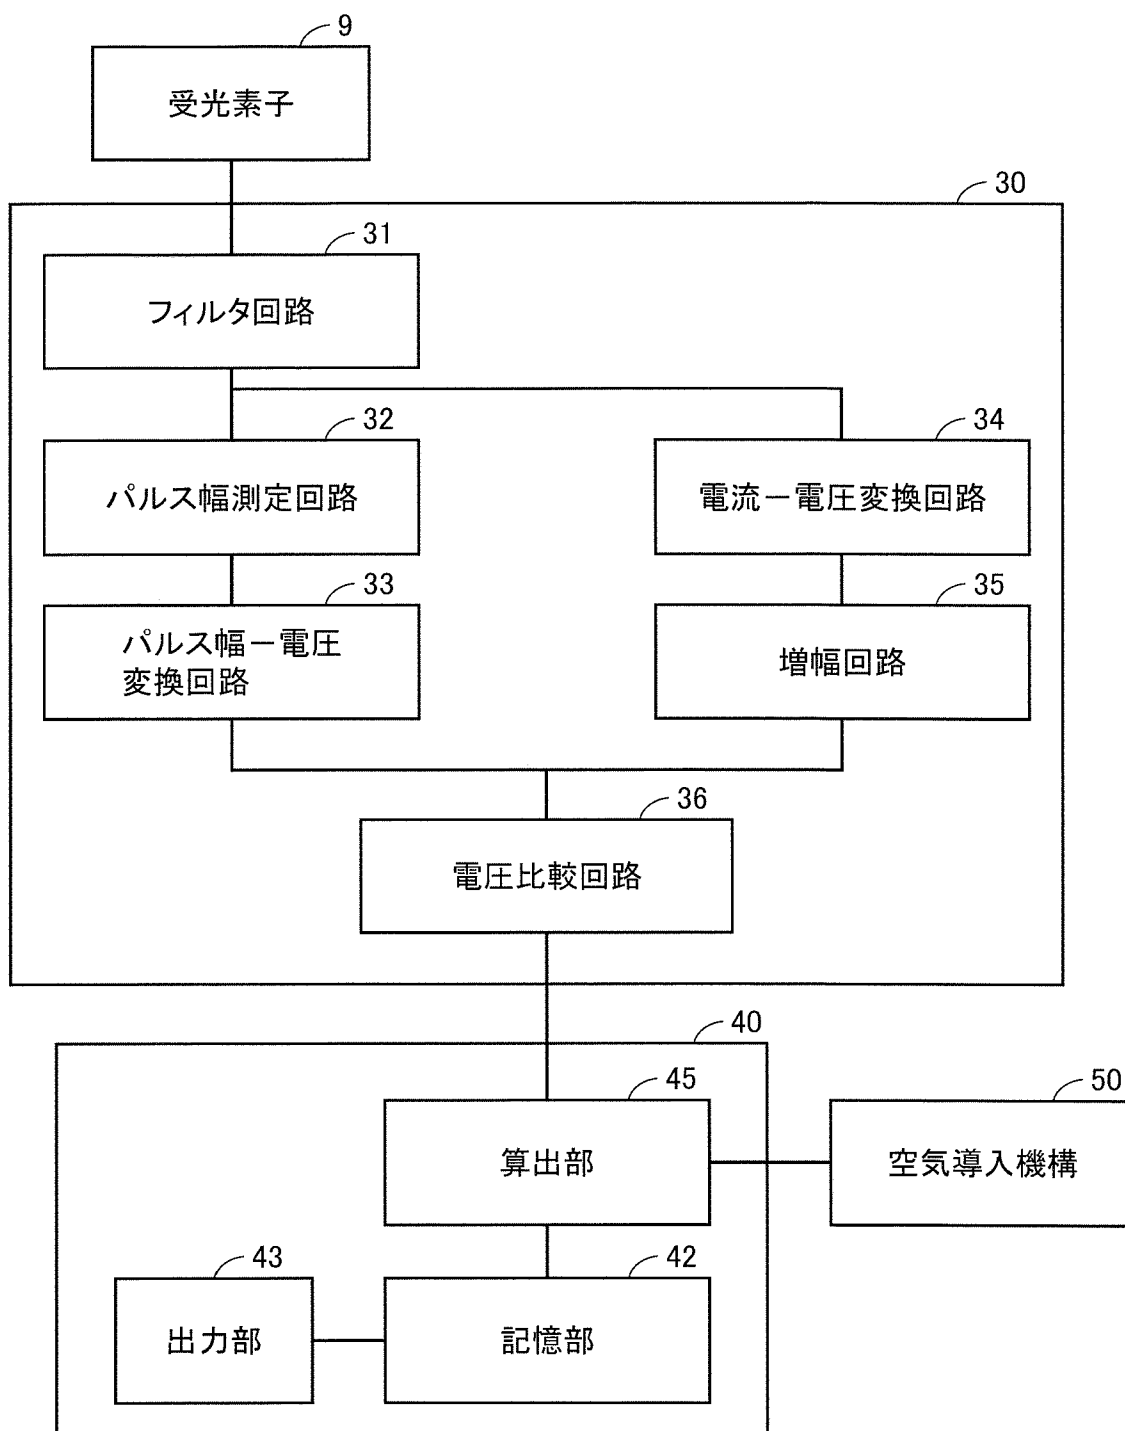 9
受光素子
30
31
フィルタ回路
32
パルス幅測定回路
34
電流－電圧変換回路
33
パルス幅－電圧
変換回路
35
増幅回路
36
電圧比較回路
40
45
算出部
50
空気導入機構
43
出力部
42
記憶部